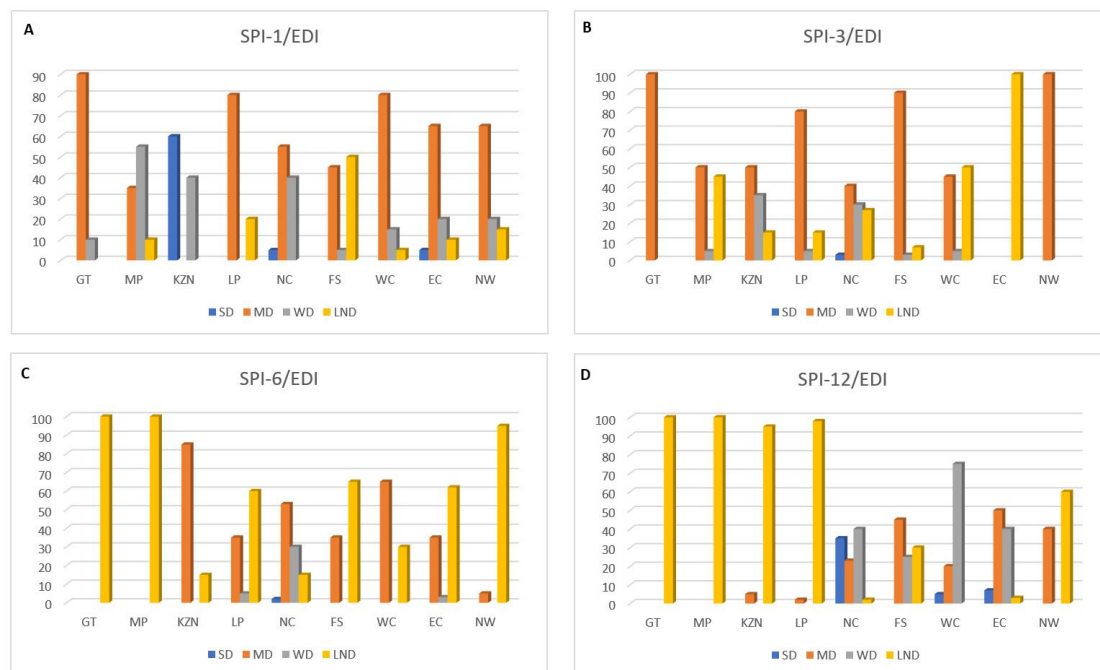 A
SPI-1/EDI
90
80
70
60
50
40
30
20
10
0
GT MP KZN LP NC FS WC EC NW
SD MD WD LND
B
SPI-3/EDI
100
90
80
70
60
50
40
30
20
10
0
GT MP KZN LP NC FS WC EC NW
SD MD WD LND
C
SPI-6/EDI
100
90
80
70
60
50
40
30
20
10
0
GT MP KZN LP NC FS WC EC NW
SD MD WD LND
D
SPI-12/EDI
100
90
80
70
60
50
40
30
20
10
0
GT MP KZN LP NC FS WC EC NW
SD MD WD LND